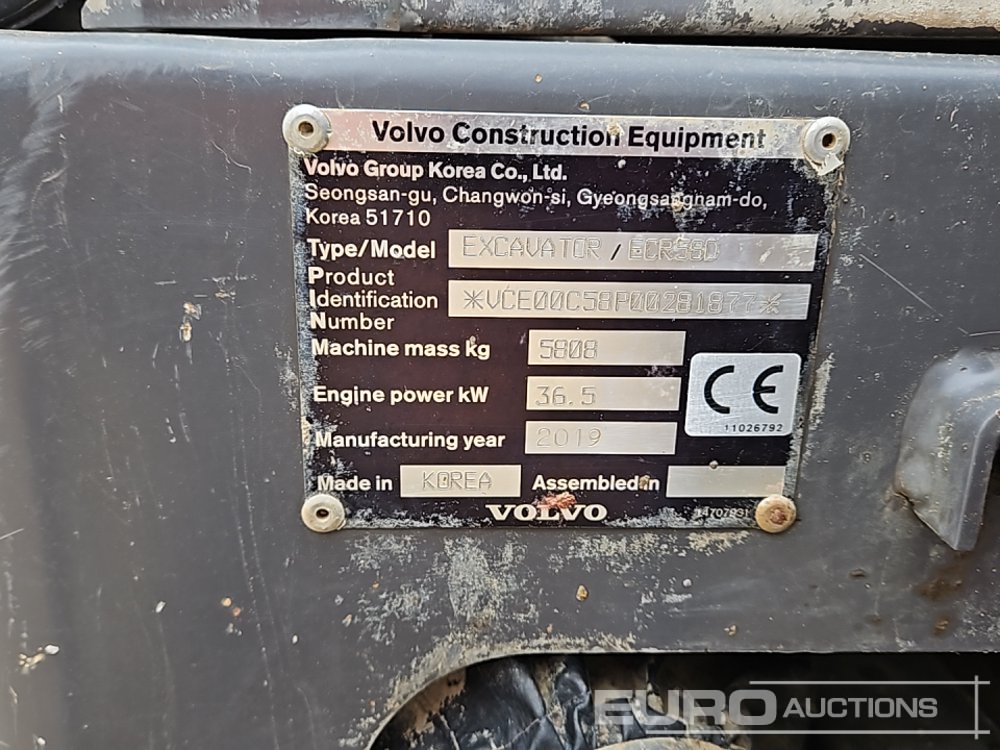 Volvo Construction Equipment
Volvo Group Korea Co., Ltd.
Seongsan-gu, Changwon-si, Gyeongsangnam-do,
Korea 51710
Type/Model EXCAVATOR / ECR58D
Product
Identification *VCE00C58P00281877*
Number
Machine mass kg 5808
Engine power kW 36.5
CE
11026792
Manufacturing year 2019
Made in KOREA Assembled in
VOLVO 14707931
EURO AUCTIONS